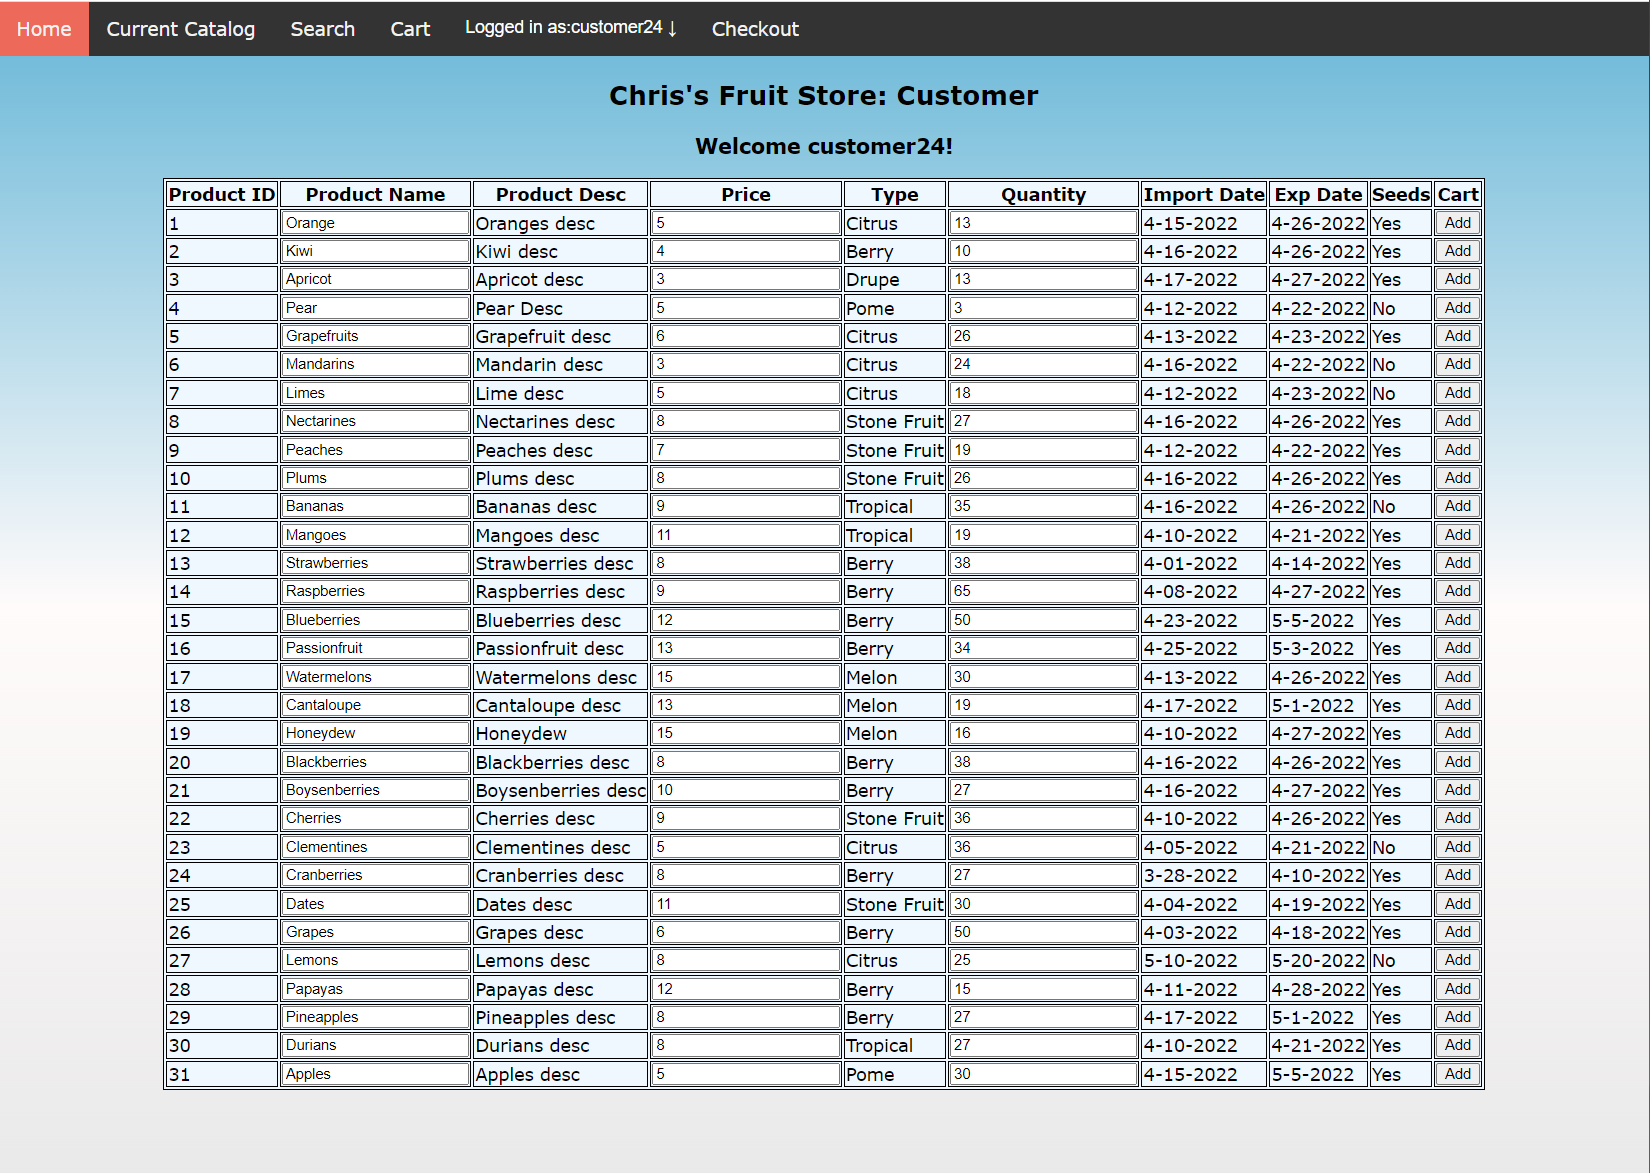 Home Current Catalog Search Cart Logged in as:customer24 ↓ Checkout
Chris's Fruit Store: Customer
Welcome customer24!
Product ID Product Name Product Desc Price Type Quantity Import Date Exp Date Seeds Cart
1 Orange Oranges desc 5 Citrus 13 4-15-2022 4-26-2022 Yes Add
2 Kiwi Kiwi desc 4 Berry 10 4-16-2022 4-26-2022 Yes Add
3 Apricot Apricot desc 3 Drupe 13 4-17-2022 4-27-2022 Yes Add
4 Pear Pear Desc 5 Pome 3 4-12-2022 4-22-2022 No Add
5 Grapefruits Grapefruit desc 6 Citrus 26 4-13-2022 4-23-2022 Yes Add
6 Mandarins Mandarin desc 3 Citrus 24 4-16-2022 4-22-2022 No Add
7 Limes Lime desc 5 Citrus 18 4-12-2022 4-23-2022 No Add
8 Nectarines Nectarines desc 8 Stone Fruit 27 4-16-2022 4-26-2022 Yes Add
9 Peaches Peaches desc 7 Stone Fruit 19 4-12-2022 4-22-2022 Yes Add
10 Plums Plums desc 8 Stone Fruit 26 4-16-2022 4-26-2022 Yes Add
11 Bananas Bananas desc 9 Tropical 35 4-16-2022 4-26-2022 No Add
12 Mangoes Mangoes desc 11 Tropical 19 4-10-2022 4-21-2022 Yes Add
13 Strawberries Strawberries desc 8 Berry 38 4-01-2022 4-14-2022 Yes Add
14 Raspberries Raspberries desc 9 Berry 65 4-08-2022 4-27-2022 Yes Add
15 Blueberries Blueberries desc 12 Berry 50 4-23-2022 5-5-2022 Yes Add
16 Passionfruit Passionfruit desc 13 Berry 34 4-25-2022 5-3-2022 Yes Add
17 Watermelons Watermelons desc 15 Melon 30 4-13-2022 4-26-2022 Yes Add
18 Cantaloupe Cantaloupe desc 13 Melon 19 4-17-2022 5-1-2022 Yes Add
19 Honeydew Honeydew 15 Melon 16 4-10-2022 4-27-2022 Yes Add
20 Blackberries Blackberries desc 8 Berry 38 4-16-2022 4-26-2022 Yes Add
21 Boysenberries Boysenberries desc 10 Berry 27 4-16-2022 4-27-2022 Yes Add
22 Cherries Cherries desc 9 Stone Fruit 36 4-10-2022 4-26-2022 Yes Add
23 Clementines Clementines desc 5 Citrus 36 4-05-2022 4-21-2022 No Add
24 Cranberries Cranberries desc 8 Berry 27 3-28-2022 4-10-2022 Yes Add
25 Dates Dates desc 11 Stone Fruit 30 4-04-2022 4-19-2022 Yes Add
26 Grapes Grapes desc 6 Berry 50 4-03-2022 4-18-2022 Yes Add
27 Lemons Lemons desc 8 Citrus 25 5-10-2022 5-20-2022 No Add
28 Papayas Papayas desc 12 Berry 15 4-11-2022 4-28-2022 Yes Add
29 Pineapples Pineapples desc 8 Berry 27 4-17-2022 5-1-2022 Yes Add
30 Durians Durians desc 8 Tropical 27 4-10-2022 4-21-2022 Yes Add
31 Apples Apples desc 5 Pome 30 4-15-2022 5-5-2022 Yes Add